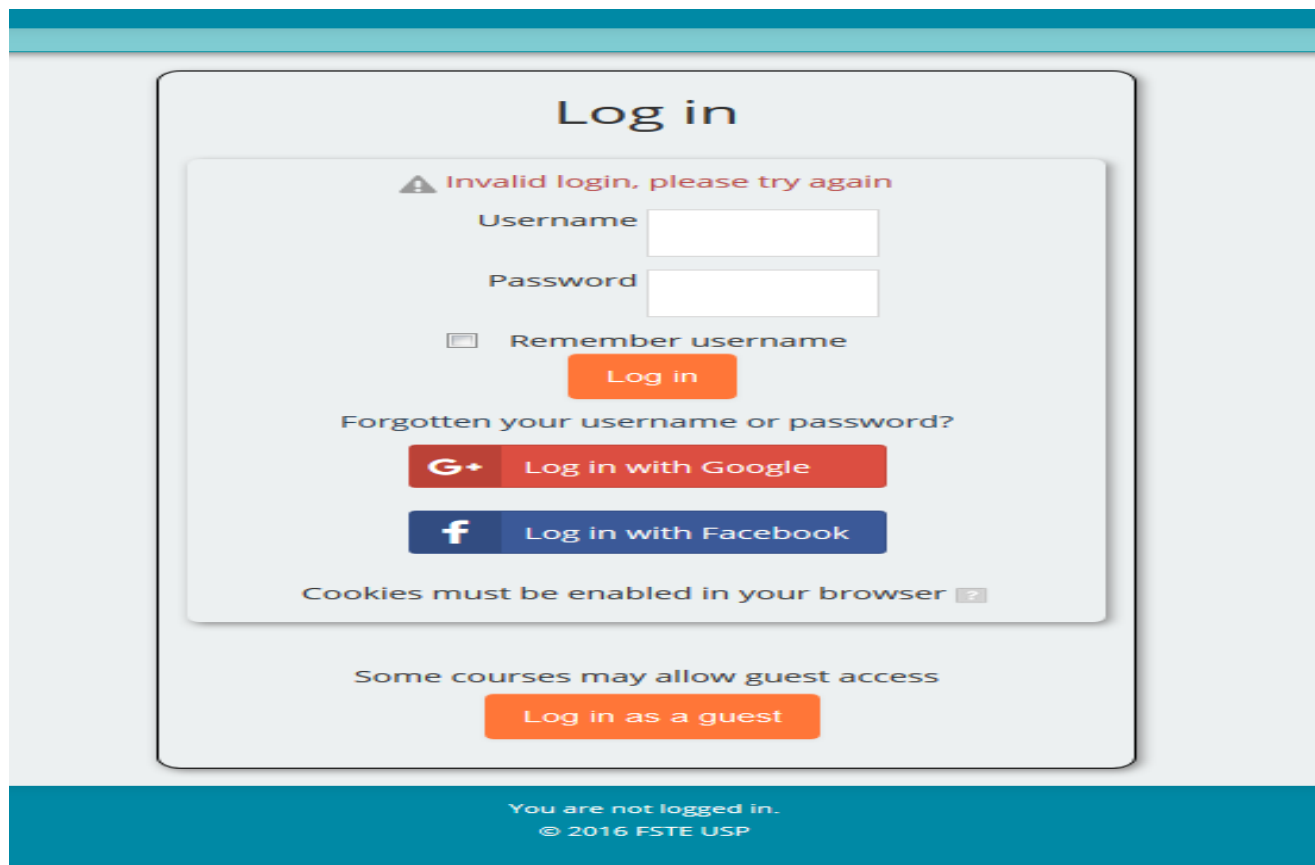 Log in
Invalid login, please try again
Username
Password
Remember username
Log in
Forgotten your username or password?
G+ Log in with Google
f Log in with Facebook
Cookies must be enabled in your browser ?
Some courses may allow guest access
Log in as a guest
You are not logged in.
© 2016 FSTE USP